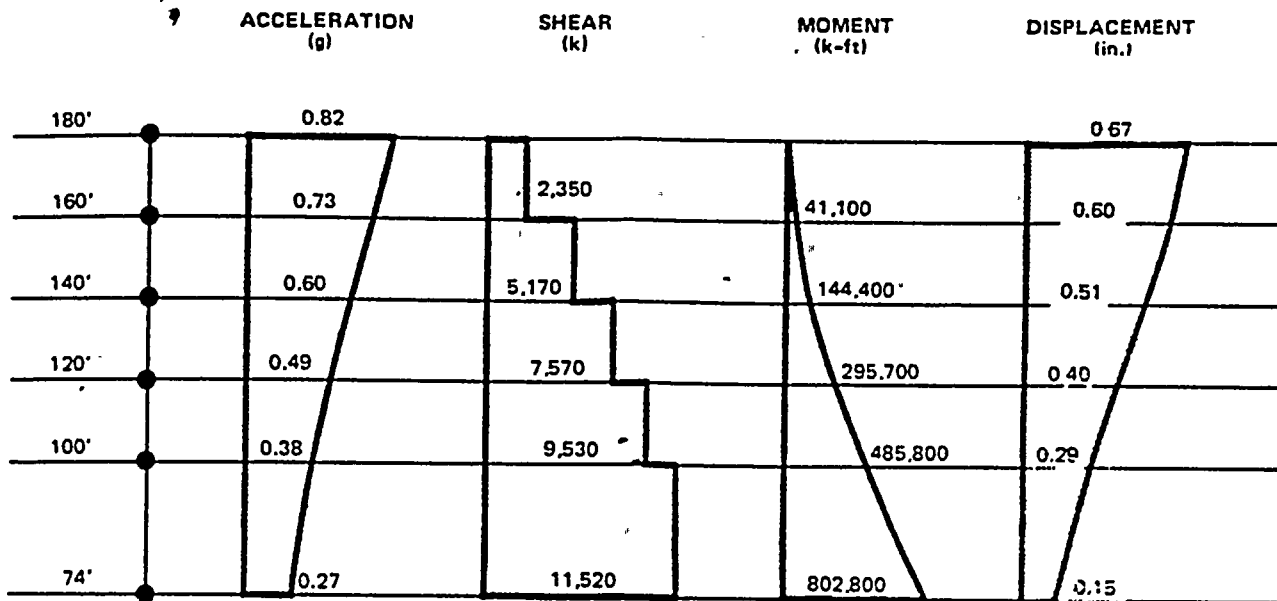 ACCELERATION SHEAR MOMENT DISPLACEMENT
(g) (k) (k-ft) (in.)
180' 0.82 0 67
160' 0.73 2,350 41,100 0.60
140' 0.60 5,170 144,400 0.51
120' 0.49 7,570 295.700 0 40
100' 0.38 9,530 485,800 0.29
74' 0.27 11,520 802,800 0.15